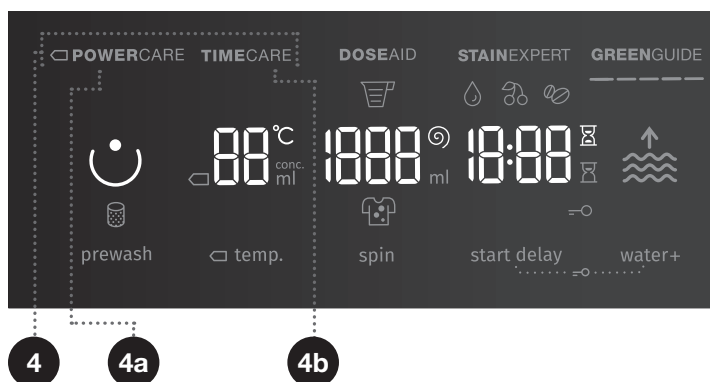 POWERCARE TIMECARE DOSEAID STAINEXPERT GREENGUIDE
88 °C 1888 18:88
conc.
ml ml
prewash temp. spin start delay water+
4 4a 4b